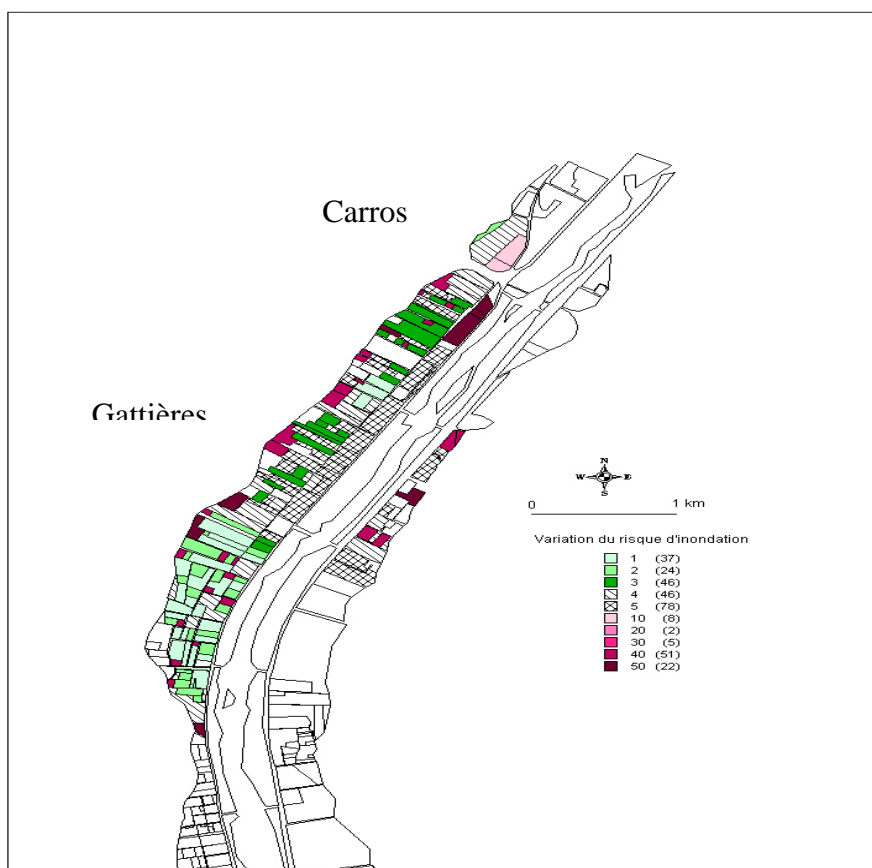 Carros
Gattières
N
W E
S
0 1 km
Variation du risque d'inondation
1 (37)
2 (24)
3 (46)
4 (46)
5 (78)
10 (8)
20 (2)
30 (5)
40 (51)
50 (22)